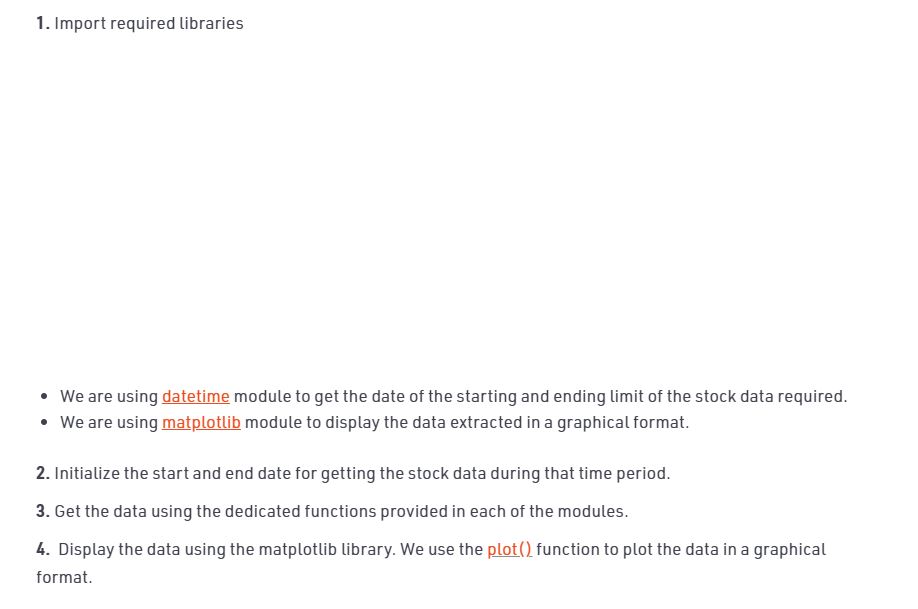 1. Import required libraries
• We are using datetime module to get the date of the starting and ending limit of the stock data required.
• We are using matplotlib module to display the data extracted in a graphical format.
2. Initialize the start and end date for getting the stock data during that time period.
3. Get the data using the dedicated functions provided in each of the modules.
4. Display the data using the matplotlib library. We use the plot() function to plot the data in a graphical
format.